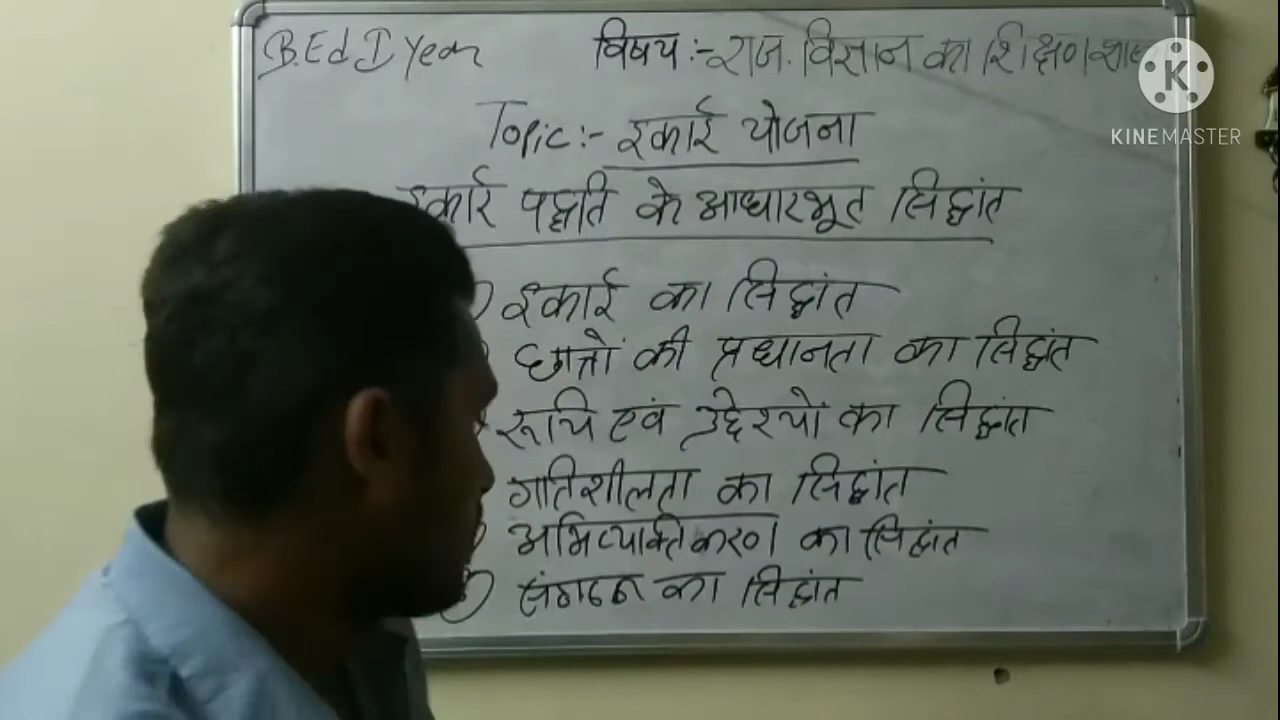 B.Ed I Year विषय :- राज. विज्ञान का शिक्षण
KINEMASTER
Topic :- इकाई योजना
इकाई पद्धति के आधारभूत सिद्धांत
इकाई का सिद्धांत
छात्रों की प्रधानता का सिद्धांत
रूचि एवं उद्देश्यों का सिद्धांत
गतिशीलता का सिद्धांत
अभिव्यक्तिकरण का सिद्धांत
संगठन का सिद्धांत